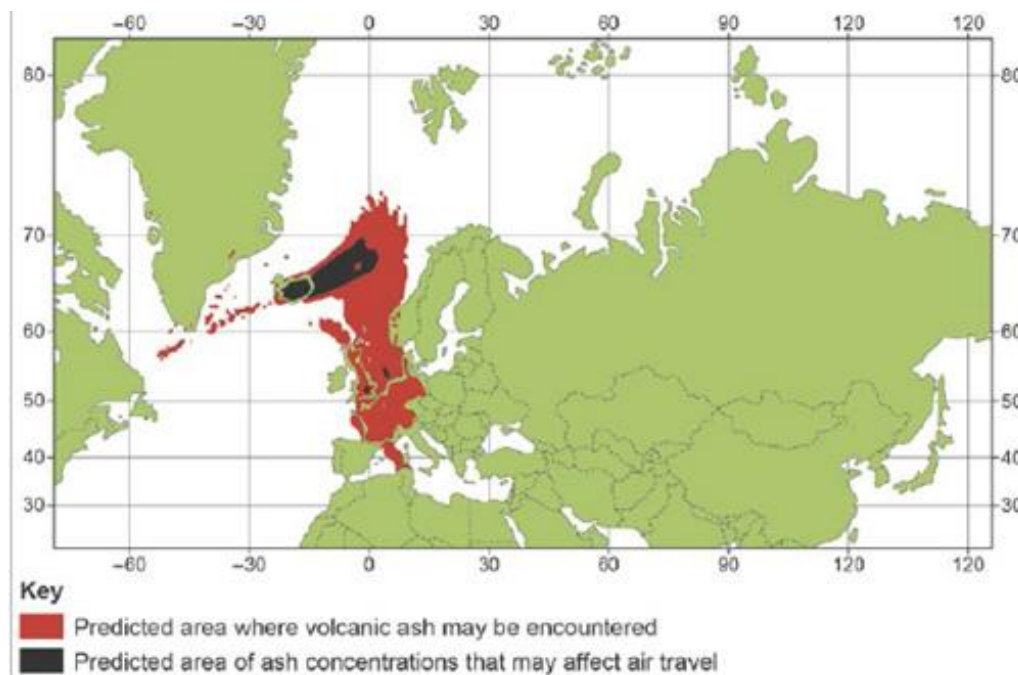 −60 −30 0 30 60 90 120 120
80 80
70 70
60 60
50 50
40 40
30 30
−60 −30 0 30 60 90 120 120
Key
Predicted area where volcanic ash may be encountered
Predicted area of ash concentrations that may affect air travel